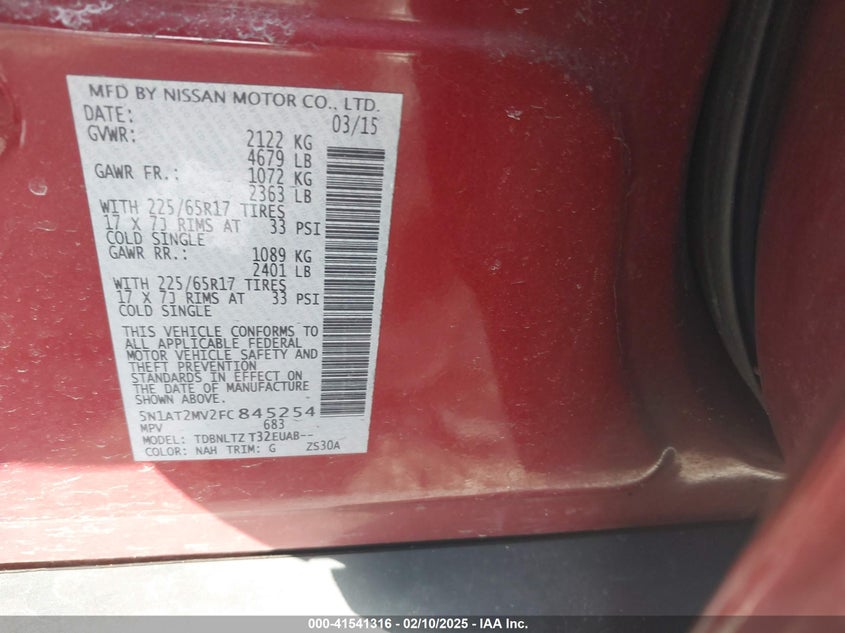 MFD BY NISSAN MOTOR CO., LTD.
DATE: 03/15
GVWR: 2122 KG
4679 LB
GAWR FR.: 1072 KG
2363 LB
WITH 225/65R17 TIRES
17 X 7J RIMS AT 33 PSI
COLD SINGLE
GAWR RR.: 1089 KG
2401 LB
WITH 225/65R17 TIRES
17 X 7J RIMS AT 33 PSI
COLD SINGLE
THIS VEHICLE CONFORMS TO
ALL APPLICABLE FEDERAL
MOTOR VEHICLE SAFETY AND
THEFT PREVENTION
STANDARDS IN EFFECT ON
THE DATE OF MANUFACTURE
SHOWN ABOVE.
5N1AT2MV2FC845254
MPV 683
MODEL: TDBNLTZ T32EUAB--
COLOR: NAH TRIM: G ZS30A
000-41541316 - 02/10/2025 - IAA Inc.